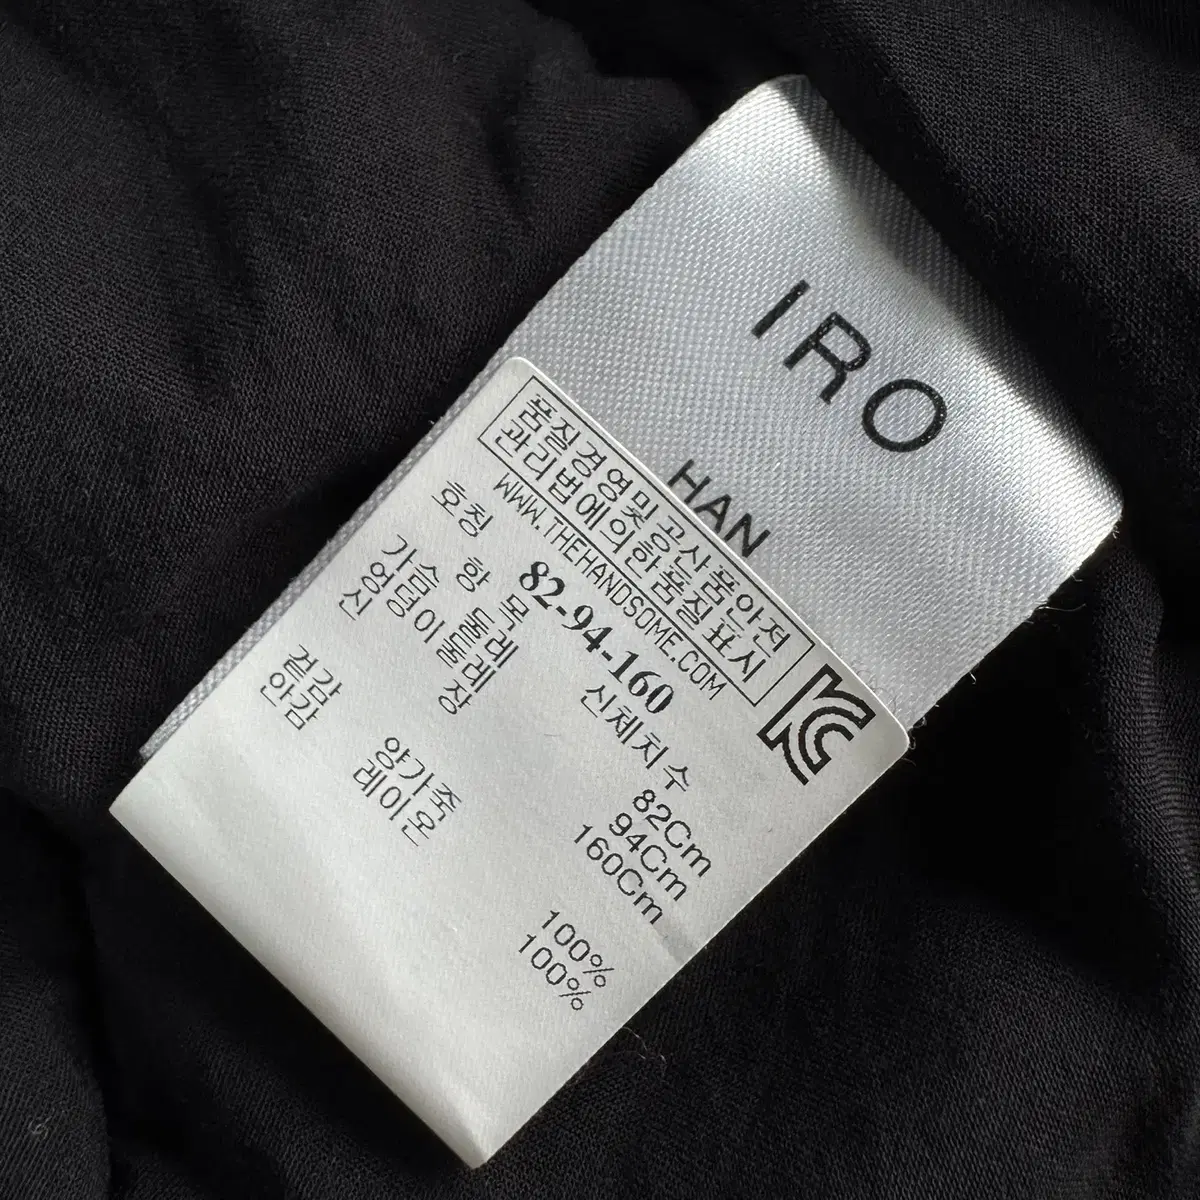 IRO
HAN
품질경영및공산품안전
관리법에의한품질표시
WWW.THEHANDSOME.COM
호칭 82-94-160
항 목 신체치수
가슴둘레 82Cm
엉덩이둘레 94Cm
신 장 160Cm
겉감 양가죽 100%
안감 레이온 100%